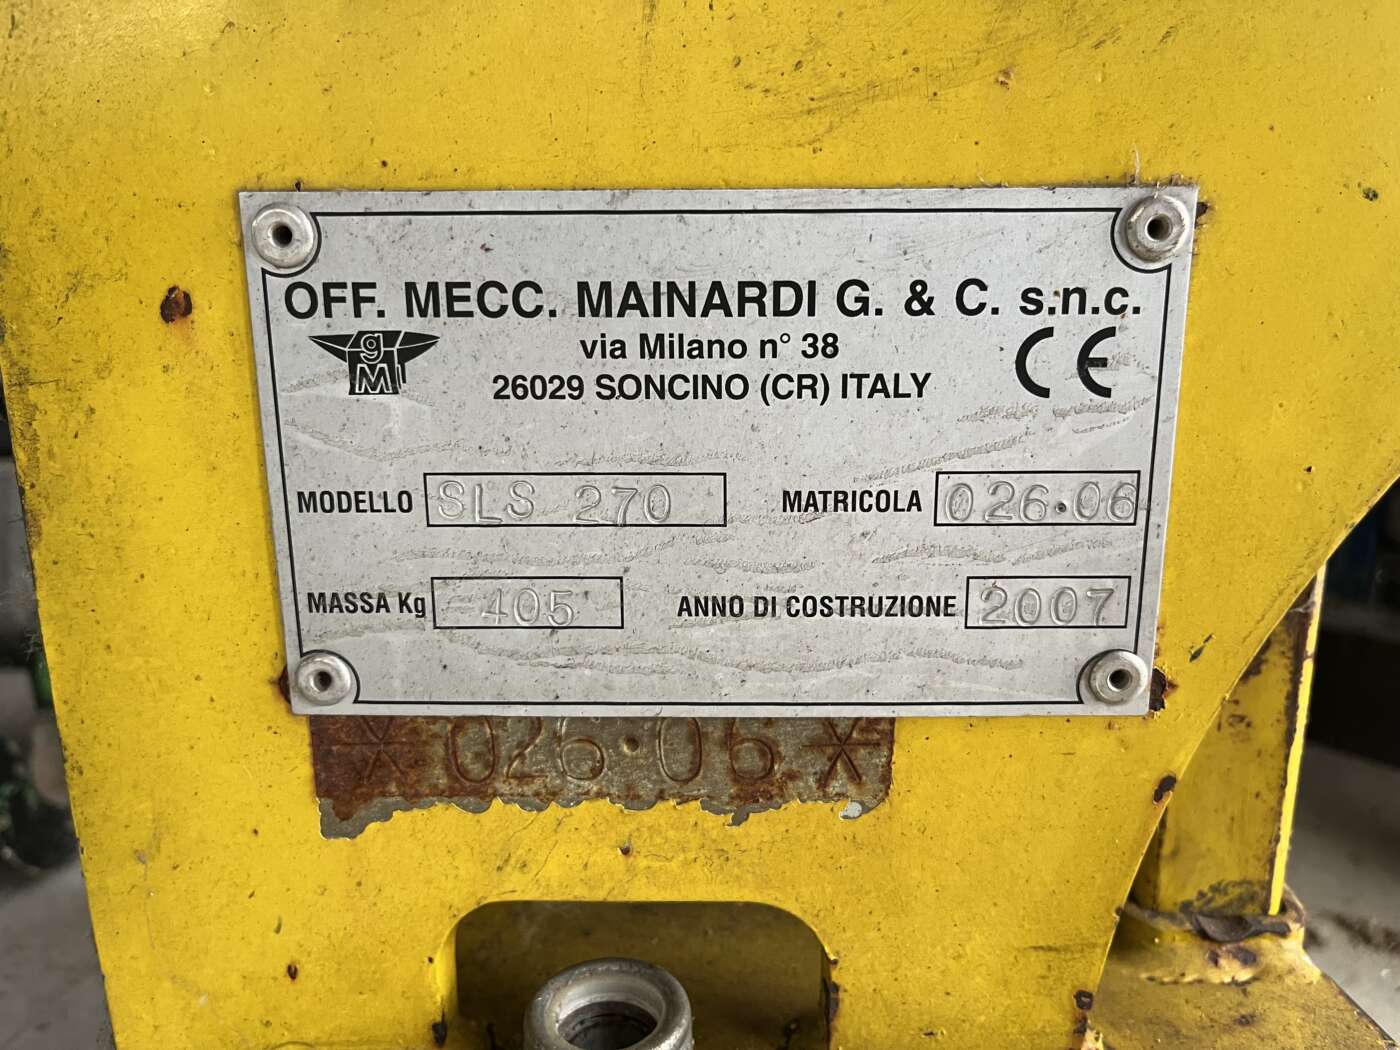 OFF. MECC. MAINARDI G. & C. s.n.c.
gM
via Milano n° 38
CE
26029 SONCINO (CR) ITALY
MODELLO SLS 270 MATRICOLA 026.06
MASSA Kg 405 ANNO DI COSTRUZIONE 2007
* 026.06 *